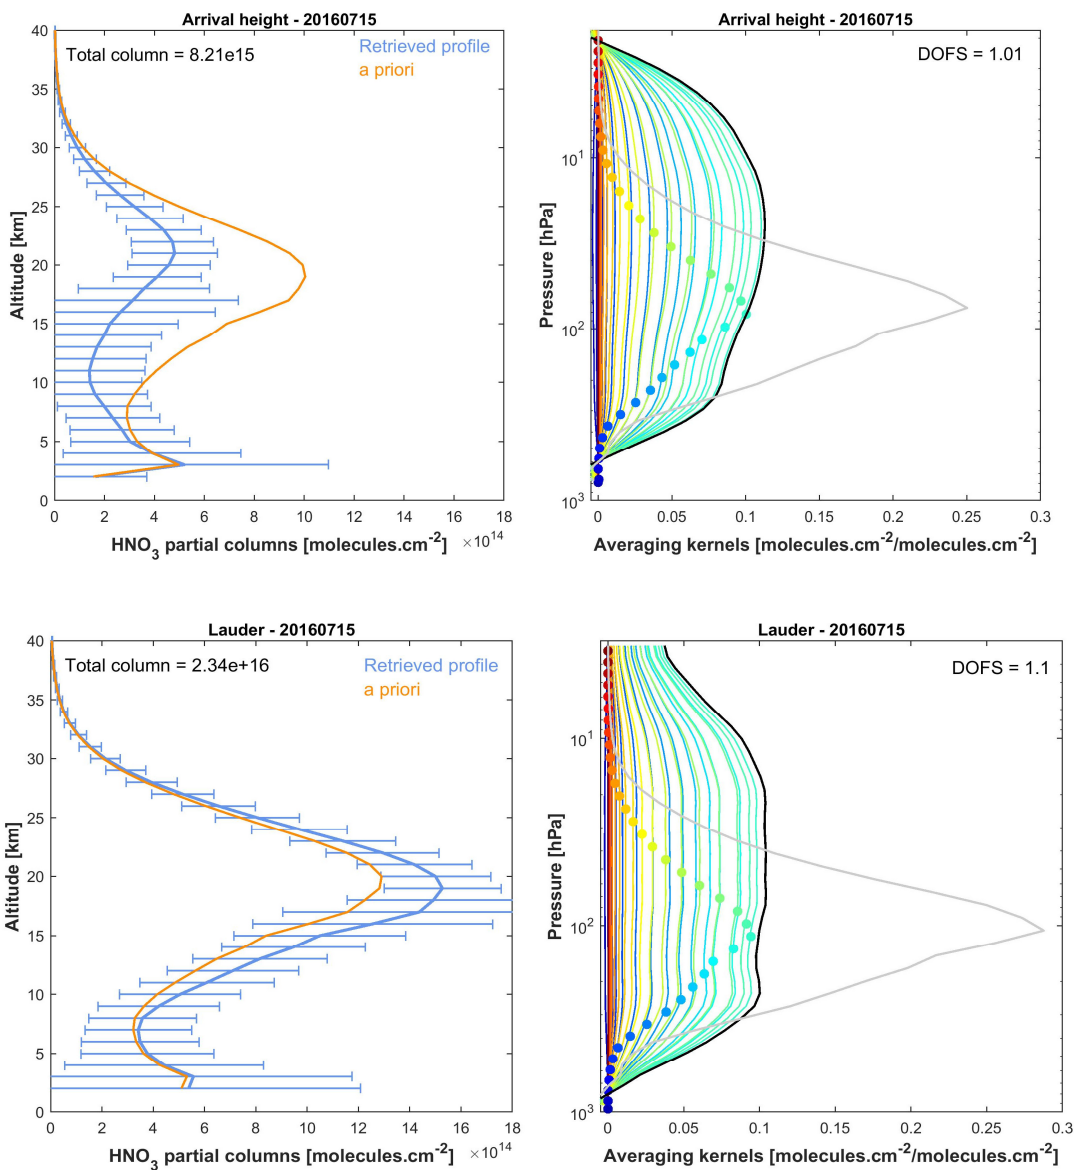 Arrival height - 20160715
Total column = 8.21e15
Retrieved profile
a priori
Altitude [km]
40
35
30
25
20
15
10
5
0
0 2 4 6 8 10 12 14 16 18
HNO3 partial columns [molecules.cm-2] ×10^14
Arrival height - 20160715
DOFS = 1.01
Pressure [hPa]
10^1
10^2
10^3
0 0.05 0.1 0.15 0.2 0.25 0.3
Averaging kernels [molecules.cm-2/molecules.cm-2]
Lauder - 20160715
Total column = 2.34e+16
Retrieved profile
a priori
Altitude [km]
40
35
30
25
20
15
10
5
0
0 2 4 6 8 10 12 14 16 18
HNO3 partial columns [molecules.cm-2] ×10^14
Lauder - 20160715
DOFS = 1.1
Pressure [hPa]
10^1
10^2
10^3
0 0.05 0.1 0.15 0.2 0.25 0.3
Averaging kernels [molecules.cm-2/molecules.cm-2]